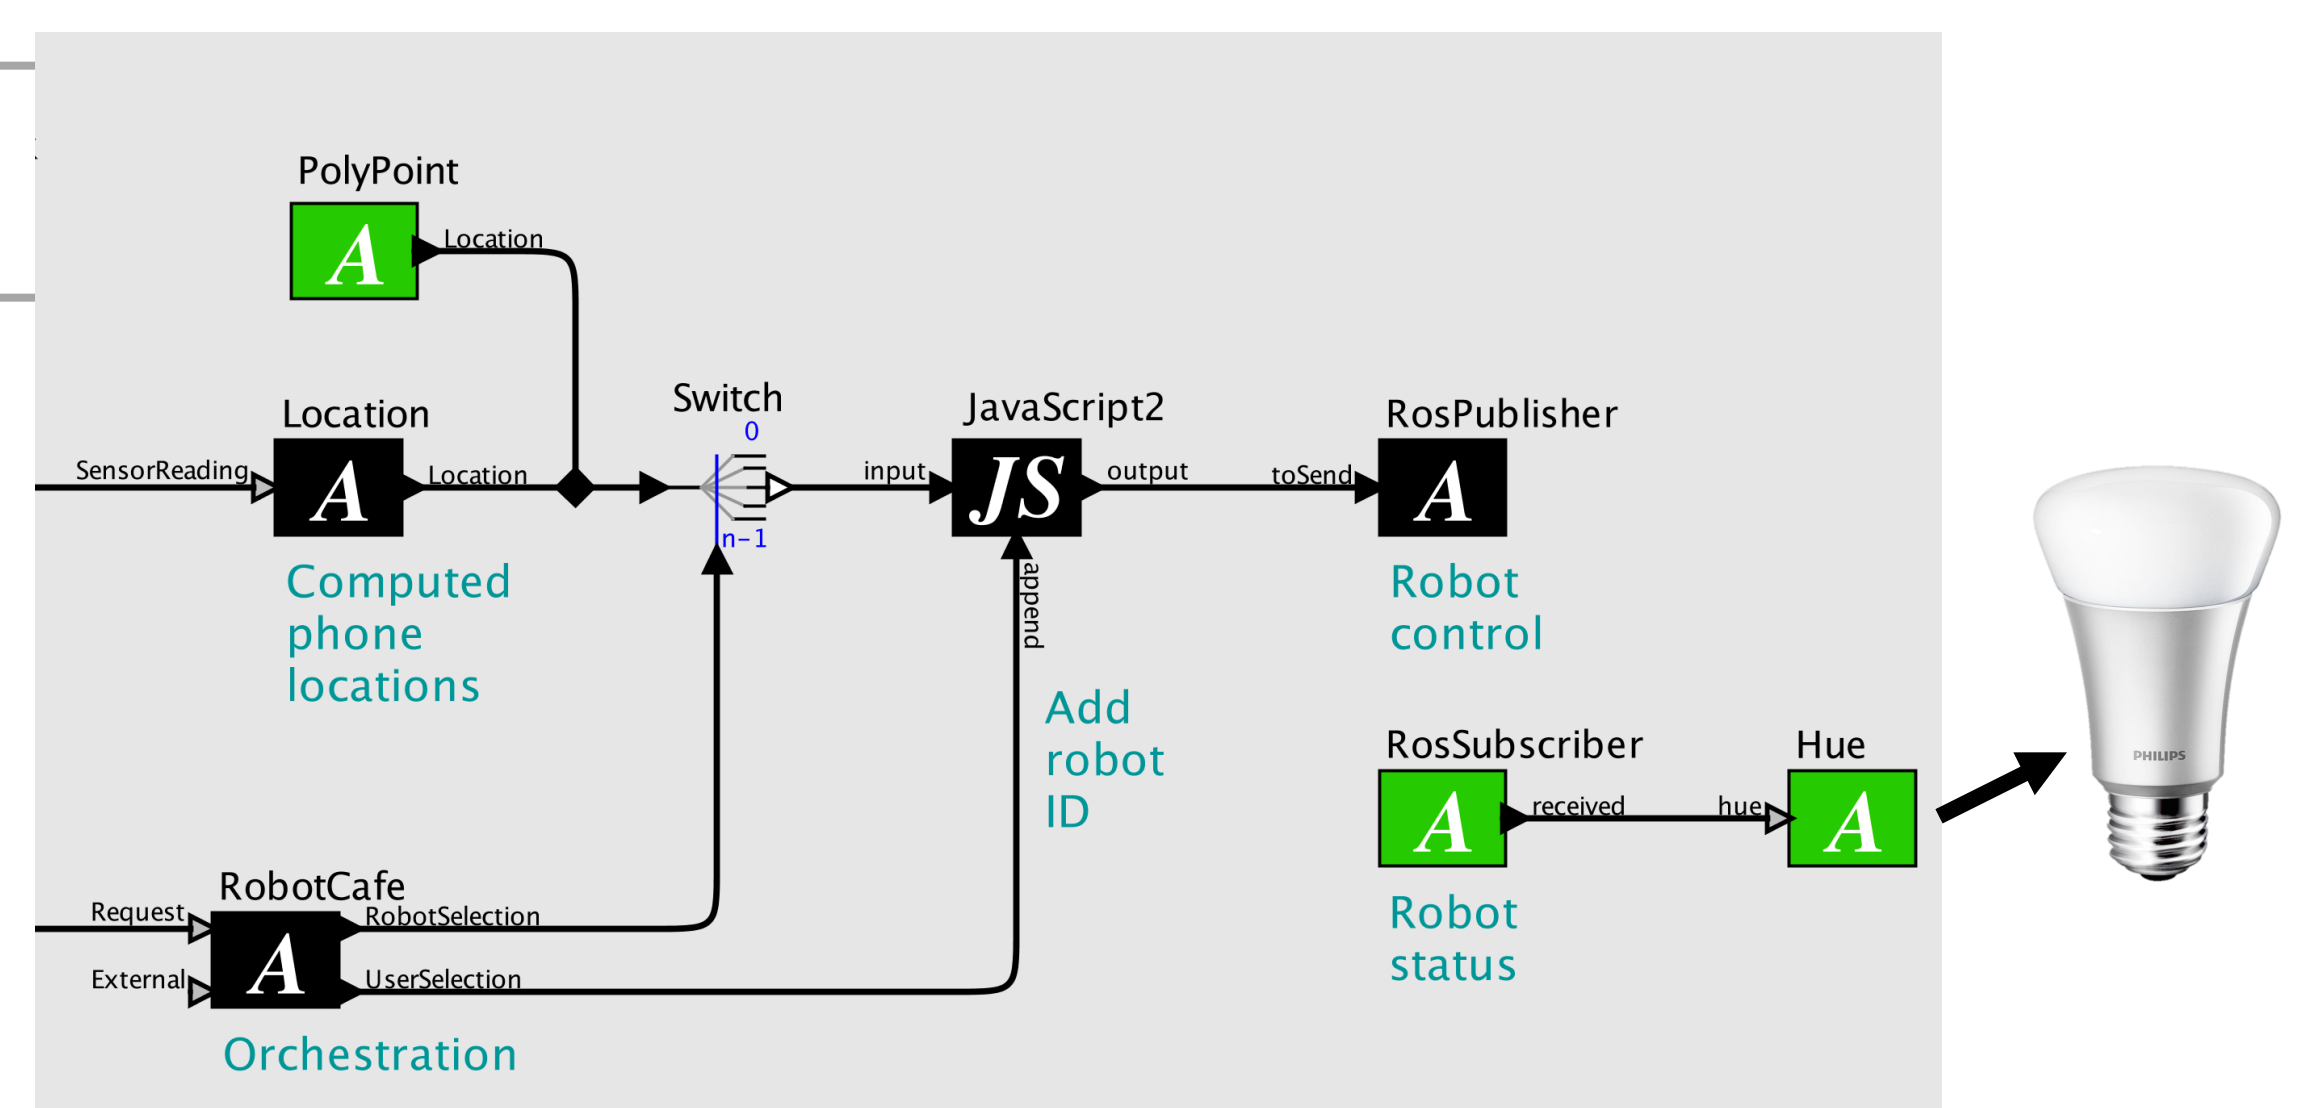 PolyPoint
A
Location
Switch
0
n-1
Location
SensorReading
A
Location
Computed
phone
locations
JavaScript2
input
JS
output
append
Add
robot
ID
RosPublisher
toSend
A
Robot
control
RosSubscriber
A
received
Robot
status
Hue
hue
A
PHILIPS
RobotCafe
Request
External
A
RobotSelection
UserSelection
Orchestration